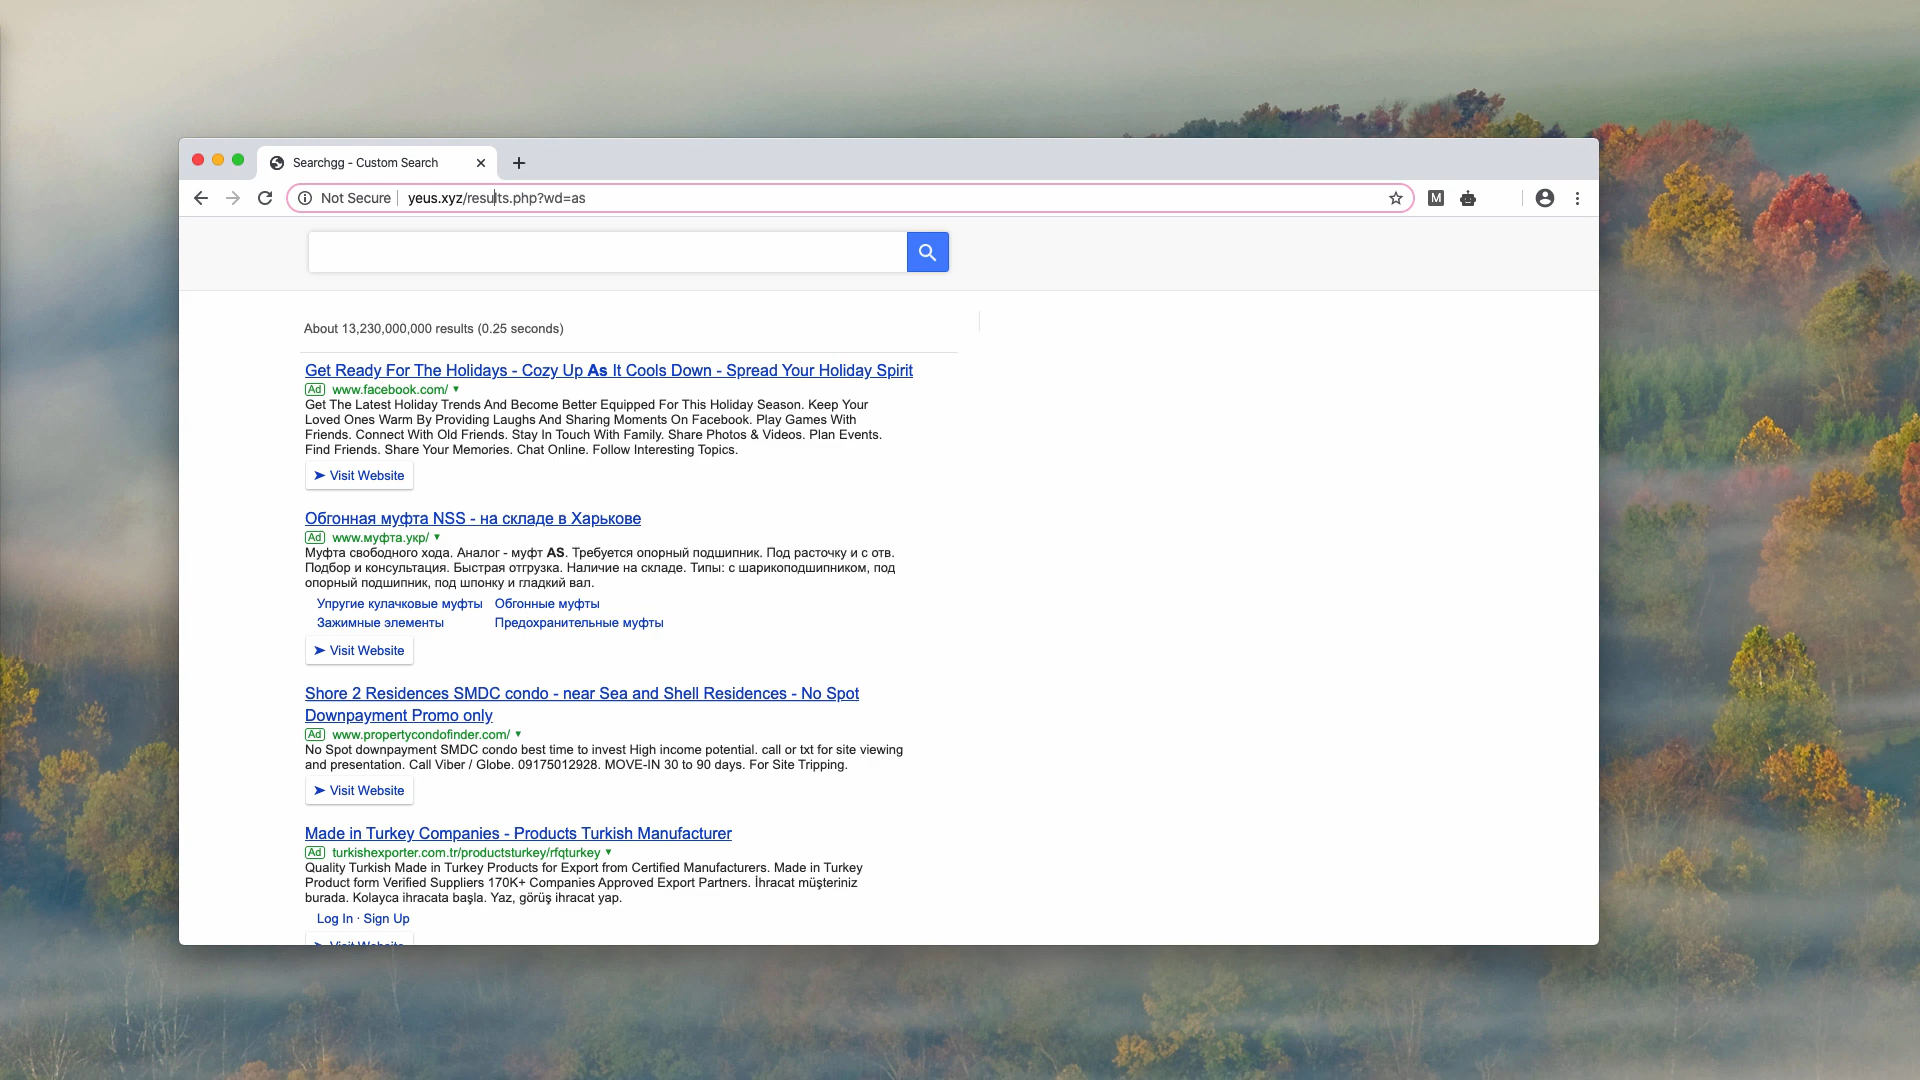 Searchgg - Custom Search
Not Secure yeus.xyz/results.php?wd=as
M
About 13,230,000,000 results (0.25 seconds)
Get Ready For The Holidays - Cozy Up As It Cools Down - Spread Your Holiday Spirit
Ad www.facebook.com/
Get The Latest Holiday Trends And Become Better Equipped For This Holiday Season. Keep Your
Loved Ones Warm By Providing Laughs And Sharing Moments On Facebook. Play Games With
Friends. Connect With Old Friends. Stay In Touch With Family. Share Photos & Videos. Plan Events.
Find Friends. Share Your Memories. Chat Online. Follow Interesting Topics.
Visit Website
Обгонная муфта NSS - на складе в Харькове
Ad www.муфта.укр/
Муфта свободного хода. Аналог - муфт AS. Требуется опорный подшипник. Под расточку и с отв.
Подбор и консультация. Быстрая отгрузка. Наличие на складе. Типы: с шарикоподшипником, под
опорный подшипник, под шпонку и гладкий вал.
Упругие кулачковые муфты Обгонные муфты
Зажимные элементы Предохранительные муфты
Visit Website
Shore 2 Residences SMDC condo - near Sea and Shell Residences - No Spot
Downpayment Promo only
Ad www.propertycondofinder.com/
No Spot downpayment SMDC condo best time to invest High income potential. call or txt for site viewing
and presentation. Call Viber / Globe. 09175012928. MOVE-IN 30 to 90 days. For Site Tripping.
Visit Website
Made in Turkey Companies - Products Turkish Manufacturer
Ad turkishexporter.com.tr/productsturkey/rfqturkey
Quality Turkish Made in Turkey Products for Export from Certified Manufacturers. Made in Turkey
Product form Verified Suppliers 170K+ Companies Approved Export Partners. İhracat müşteriniz
burada. Kolayca ihracata başla. Yaz, görüş ihracat yap.
Log In · Sign Up
Visit Website